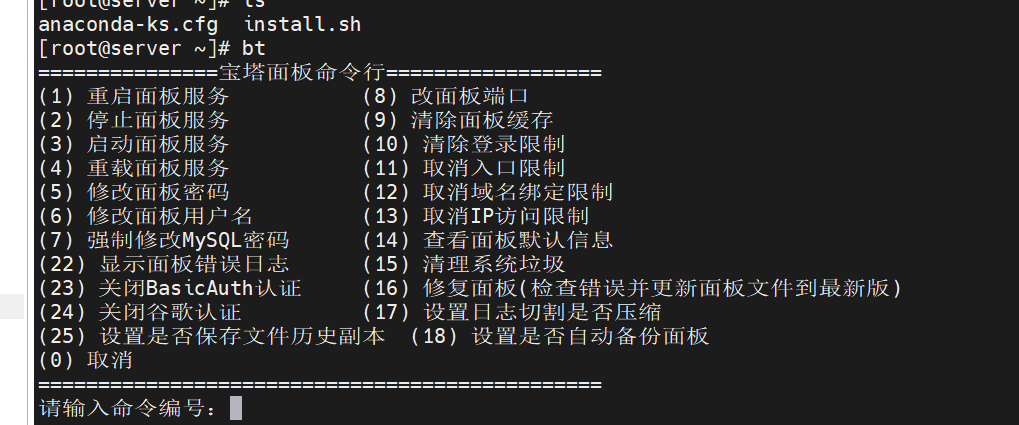 [root@server ~]# ls
anaconda-ks.cfg  install.sh
[root@server ~]# bt
===============宝塔面板命令行==================
(1) 重启面板服务           (8) 改面板端口
(2) 停止面板服务           (9) 清除面板缓存
(3) 启动面板服务           (10) 清除登录限制
(4) 重载面板服务           (11) 取消入口限制
(5) 修改面板密码           (12) 取消域名绑定限制
(6) 修改面板用户名         (13) 取消IP访问限制
(7) 强制修改MySQL密码      (14) 查看面板默认信息
(22) 显示面板错误日志      (15) 清理系统垃圾
(23) 关闭BasicAuth认证     (16) 修复面板(检查错误并更新面板文件到最新版)
(24) 关闭谷歌认证          (17) 设置日志切割是否压缩
(25) 设置是否保存文件历史副本  (18) 设置是否自动备份面板
(0) 取消
===============================================
请输入命令编号：